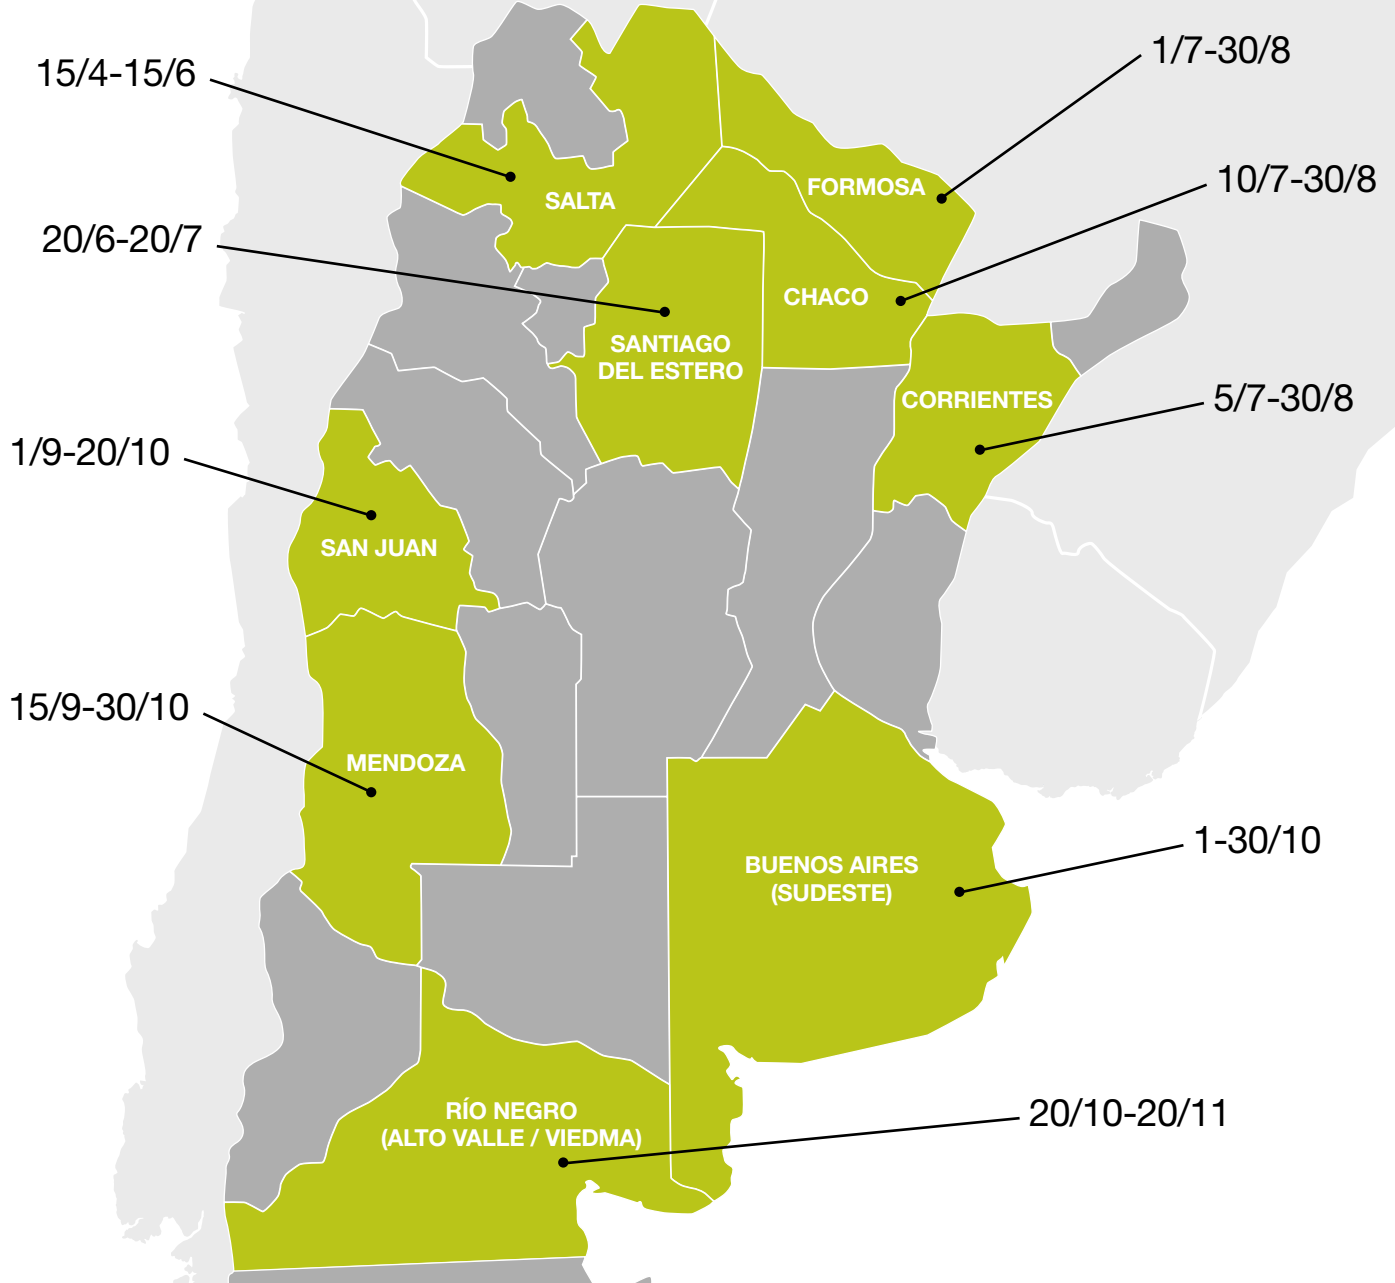 1/7-30/8
15/4-15/6
10/7-30/8
FORMOSA
SALTA
20/6-20/7
CHACO
SANTIAGO
DEL ESTERO
CORRIENTES
5/7-30/8
1/9-20/10
SAN JUAN
15/9-30/10
MENDOZA
1-30/10
BUENOS AIRES
(SUDESTE)
RÍO NEGRO
(ALTO VALLE / VIEDMA)
20/10-20/11